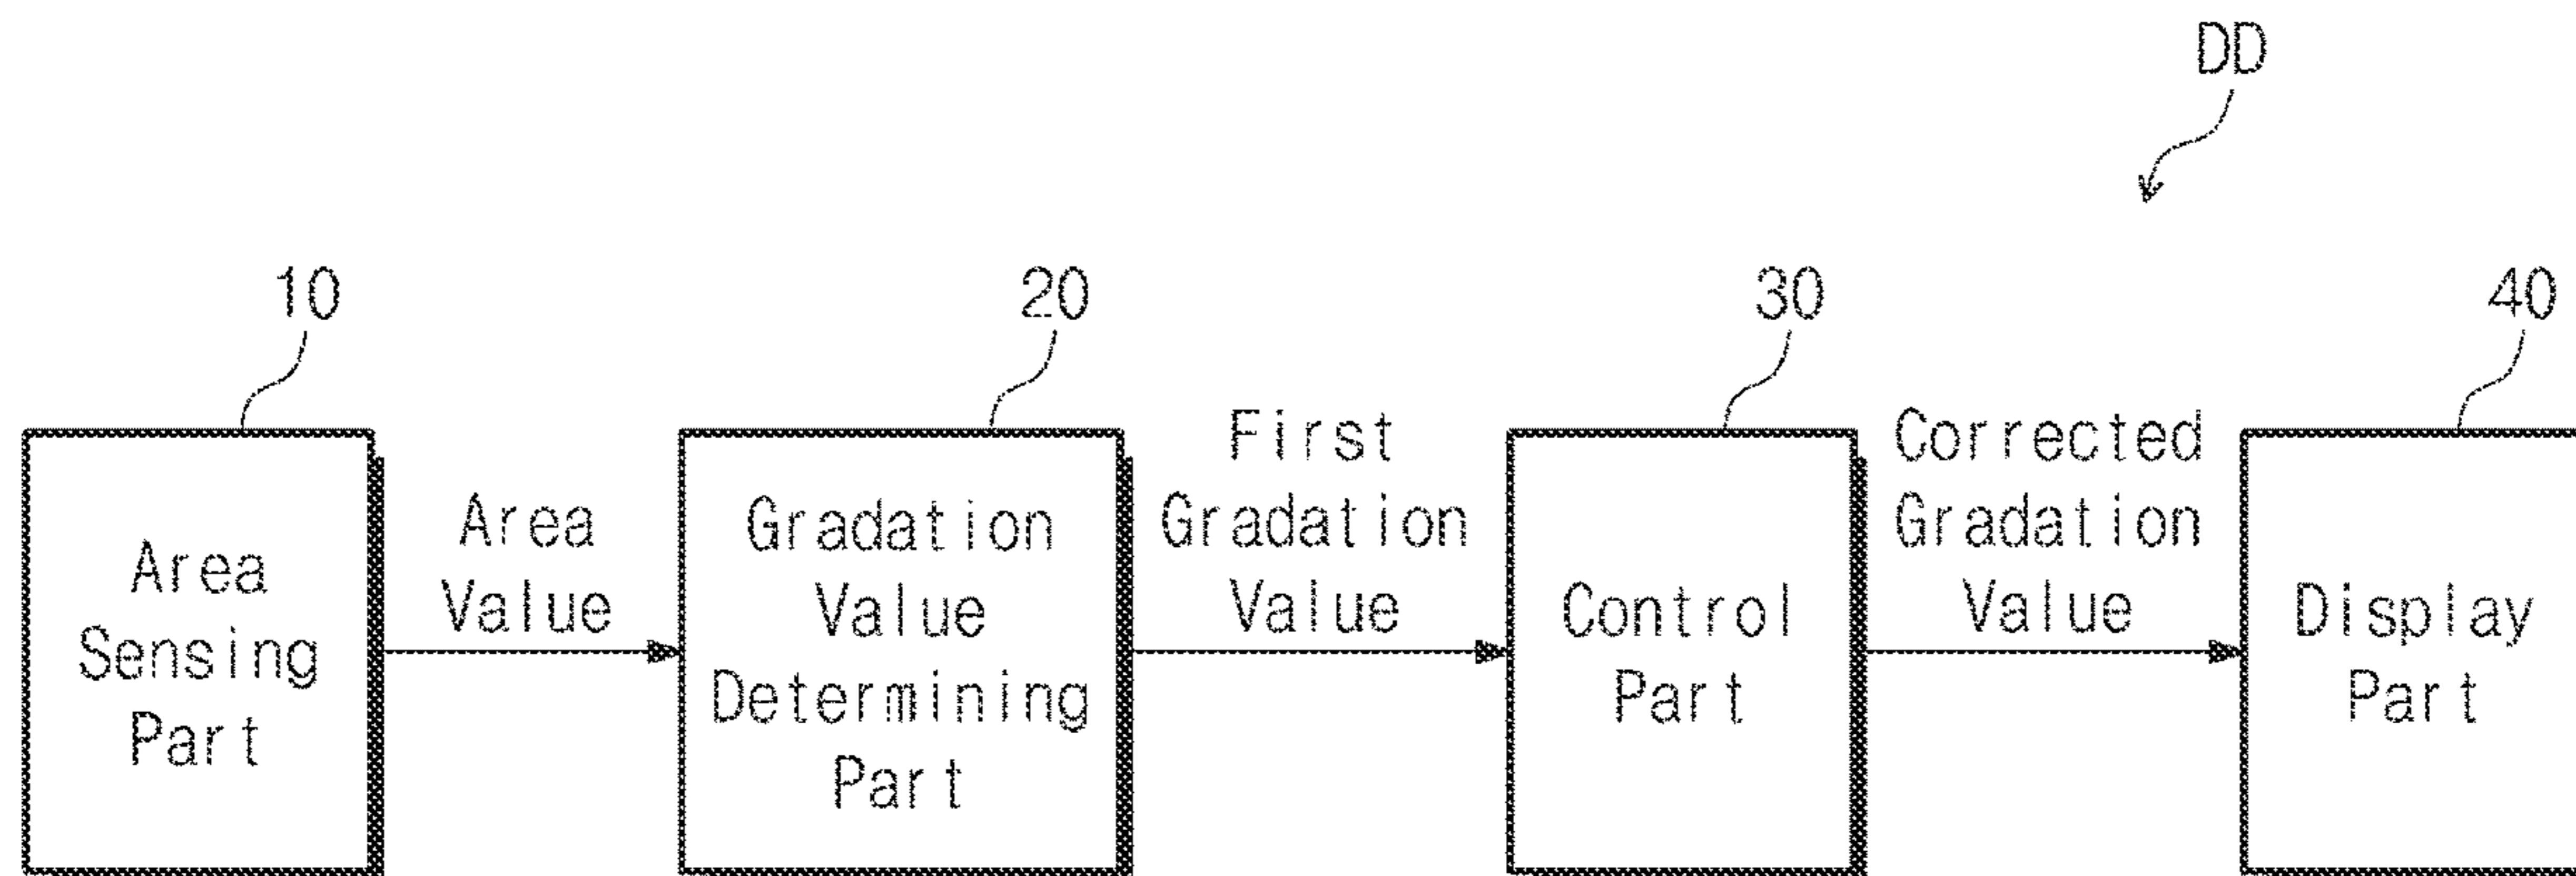 DD
10
20
30
40
Area
Sensing
Part
Area
Value
Gradation
Value
Determining
Part
First
Gradation
Value
Control
Part
Corrected
Gradation
Value
Display
Part